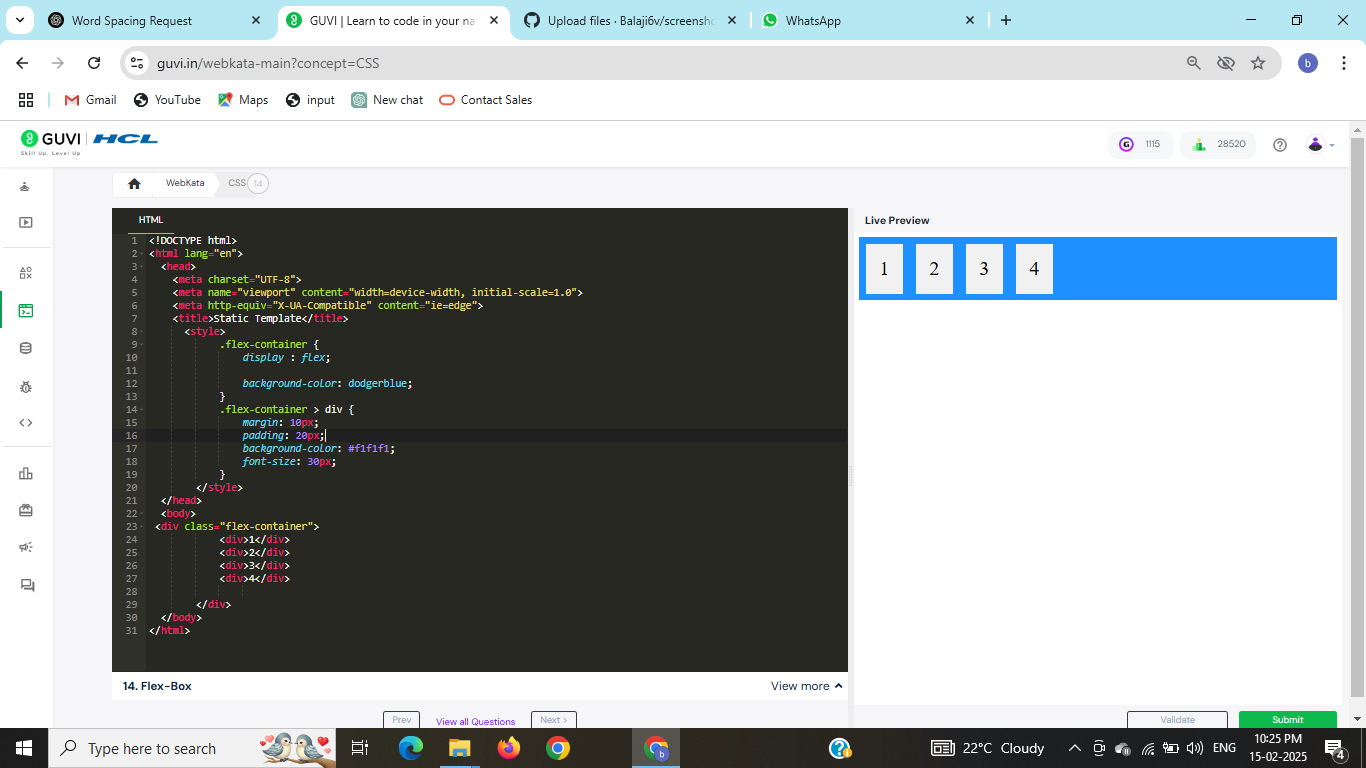 Word Spacing Request
GUVI | Learn to code in your na
Upload files · Balaji6v/screensho
WhatsApp
guvi.in/webkata-main?concept=CSS
b
Gmail
YouTube
Maps
input
New chat
Contact Sales
GUVI | HCL
Skill Up. Level Up
G 1115
28520
WebKata
CSS 14
HTML
1 <!DOCTYPE html>
2 <html lang="en">
3 <head>
4 <meta charset="UTF-8">
5 <meta name="viewport" content="width=device-width, initial-scale=1.0">
6 <meta http-equiv="X-UA-Compatible" content="ie=edge">
7 <title>Static Template</title>
8 <style>
9 .flex-container {
10 display : flex;
11
12 background-color: dodgerblue;
13 }
14 .flex-container > div {
15 margin: 10px;
16 padding: 20px;
17 background-color: #f1f1f1;
18 font-size: 30px;
19 }
20 </style>
21 </head>
22 <body>
23 <div class="flex-container">
24 <div>1</div>
25 <div>2</div>
26 <div>3</div>
27 <div>4</div>
28
29 </div>
30 </body>
31 </html>
Live Preview
1 2 3 4
14. Flex-Box
View more
Prev
View all Questions
Next >
Validate
Submit
Type here to search
22°C Cloudy
ENG
10:25 PM
15-02-2025
4